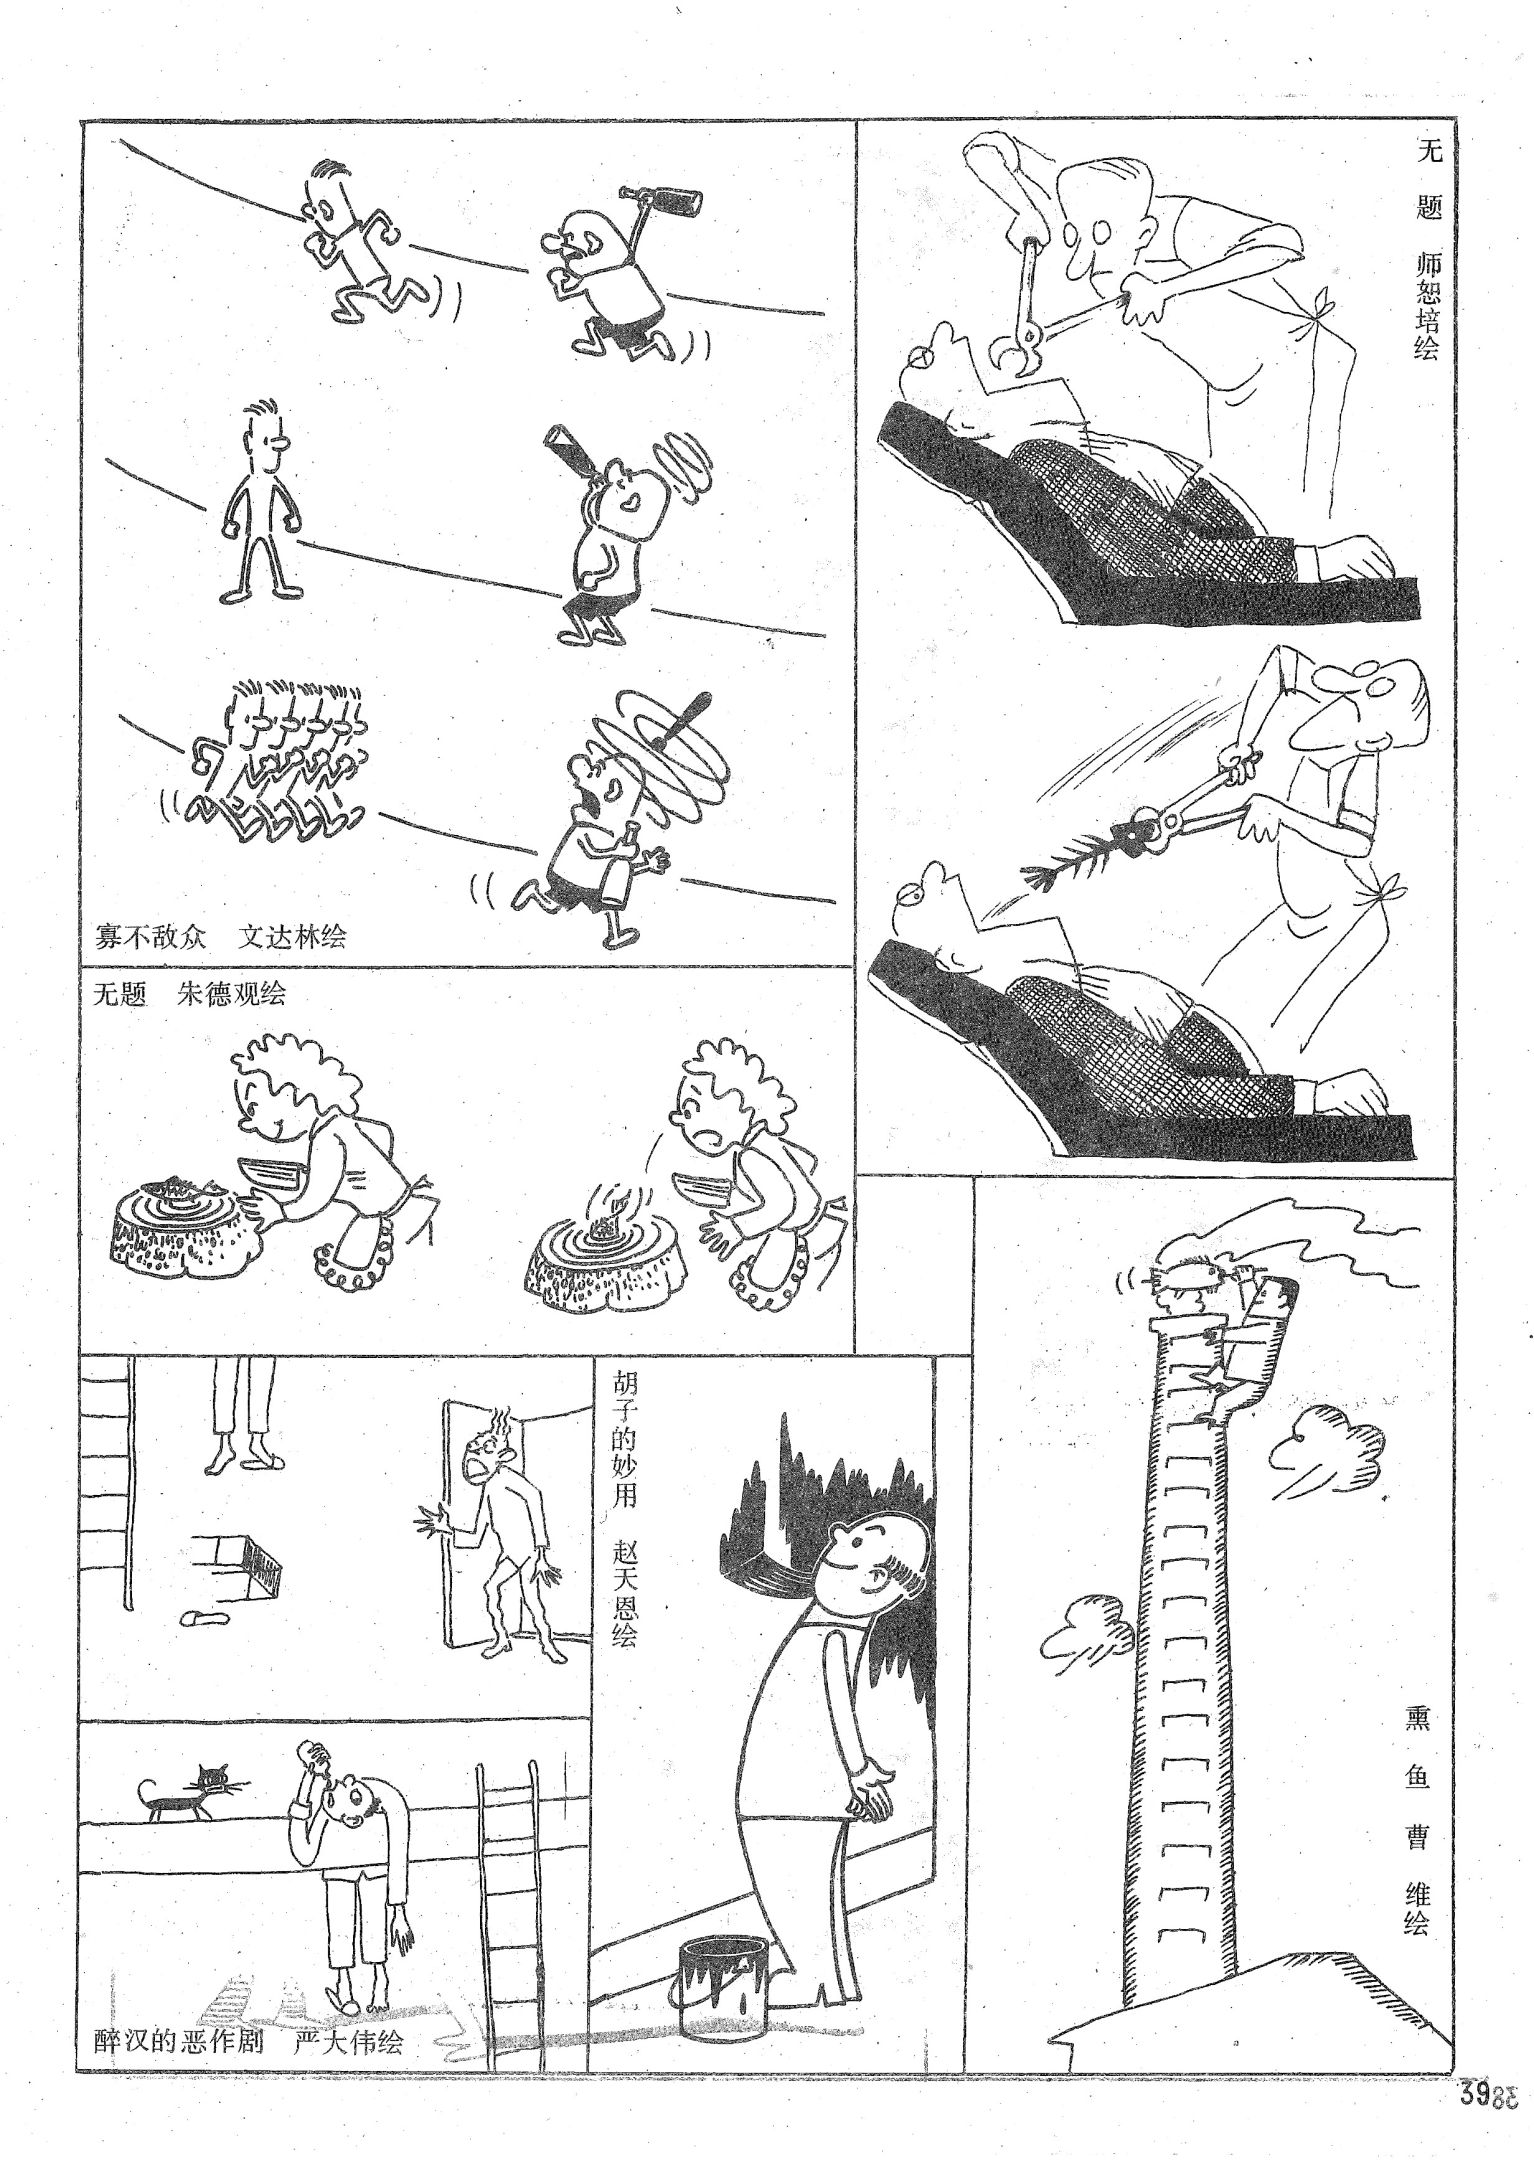 无题 师恕培绘
寡不敌众 文达林绘
无题 朱德观绘
胡子的妙用 赵天恩绘
熏鱼 曹维绘
醉汉的恶作剧 严大伟绘
39
38